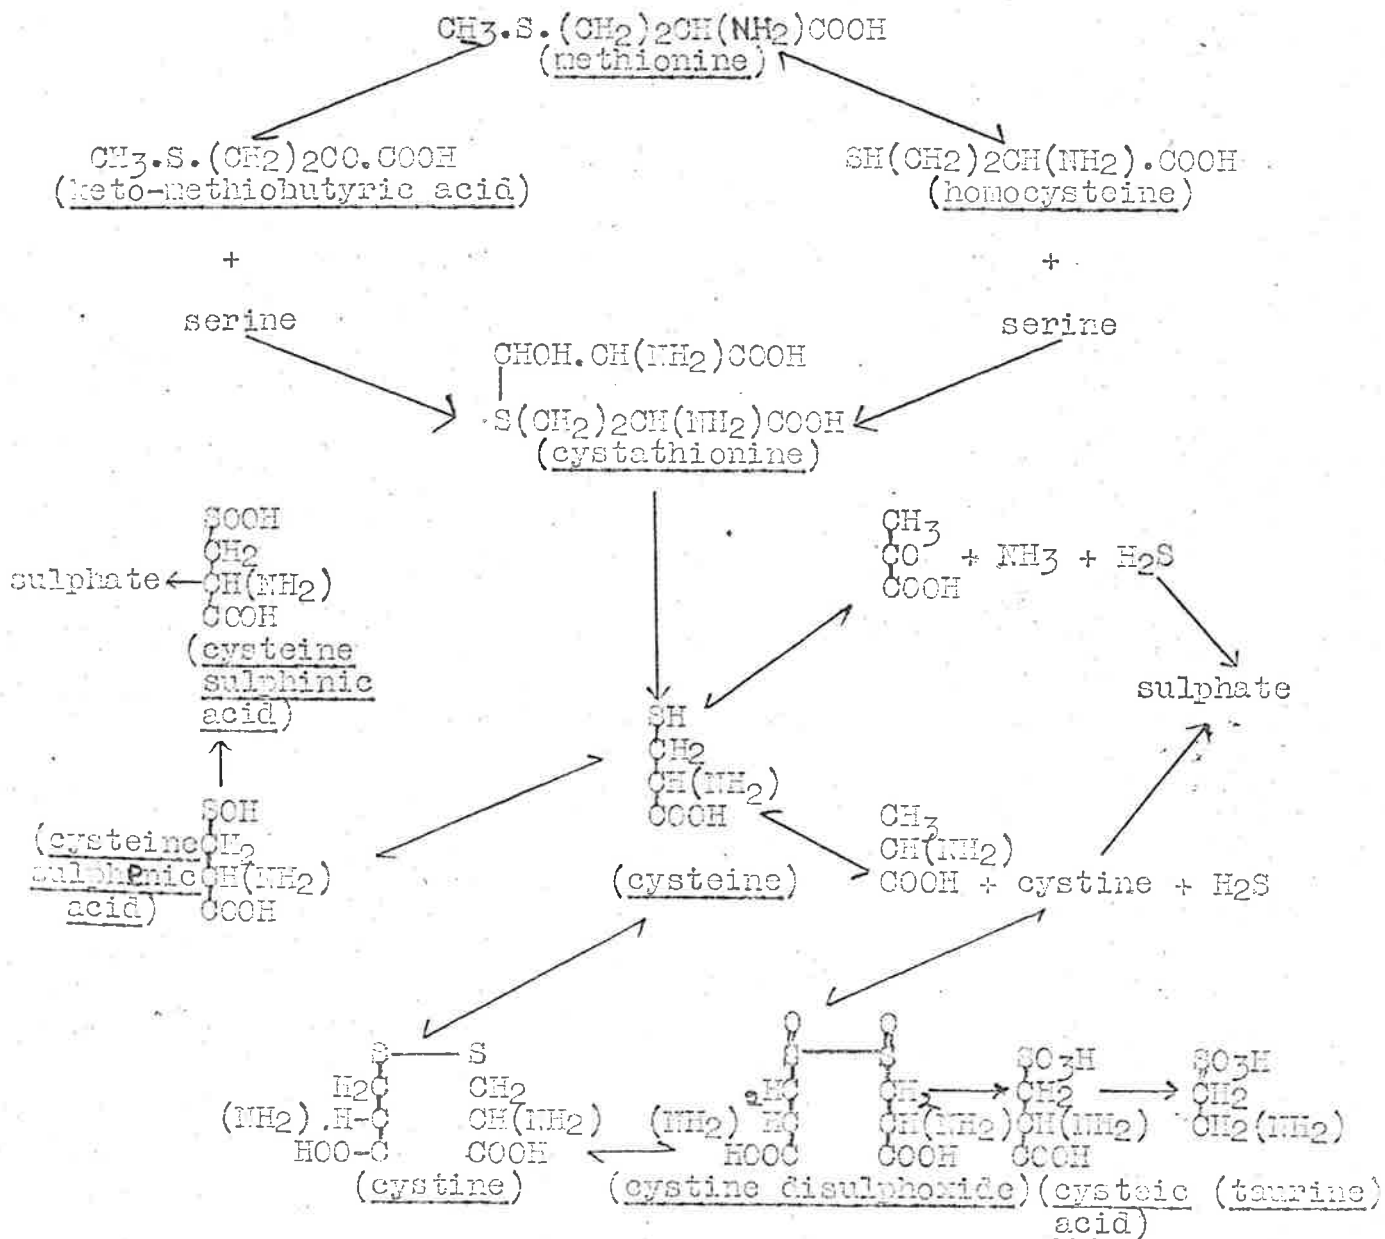 CH3.S.(CH2)2CH(NH2)COOH
(methionine)
CH3.S.(CH2)2CO.COOH
(keto-methiobutyric acid)
SH(CH2)2CH(NH2).COOH
(homocysteine)
+
+
serine
serine
CHOH.CH(NH2)COOH
S(CH2)2CH(NH2)COOH
(cystathionine)
SOOH
CH2
sulphate
CH(NH2)
COOH
(cysteine
sulphinic
acid)
CH3
CO + NH3 + H2S
COOH
sulphate
SH
CH2
CH(NH2)
COOH
(cysteine)
SOH
(cysteine CH2
sulphenic CH(NH2)
acid) COOH
CH3
CH(NH2)
COOH + cystine + H2S
S S
H2C CH2
(NH2).H-C CH(NH2)
HOO-C COOH
(cystine)
O O
S S
2HC CH2
(NH2) HC CH(NH2)
HOOC COOH
(cystine disulphoxide)
SO3H
CH2
CH(NH2)
COOH
(cysteic
acid)
SO3H
CH2
CH2(NH2)
(taurine)